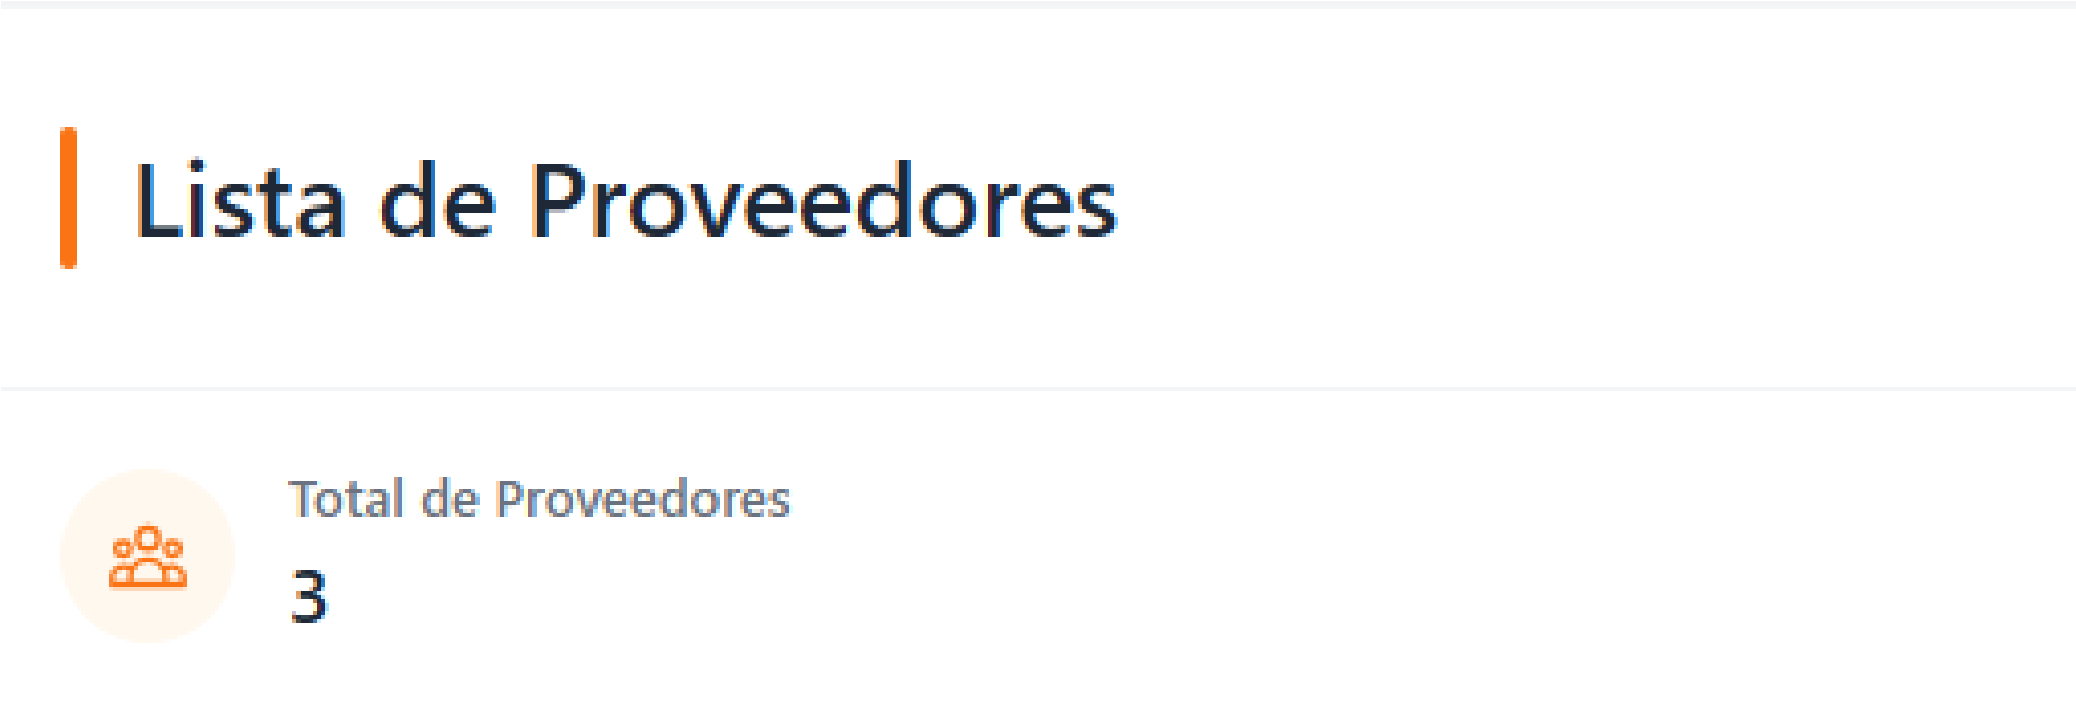 Lista de Proveedores
Total de Proveedores
3